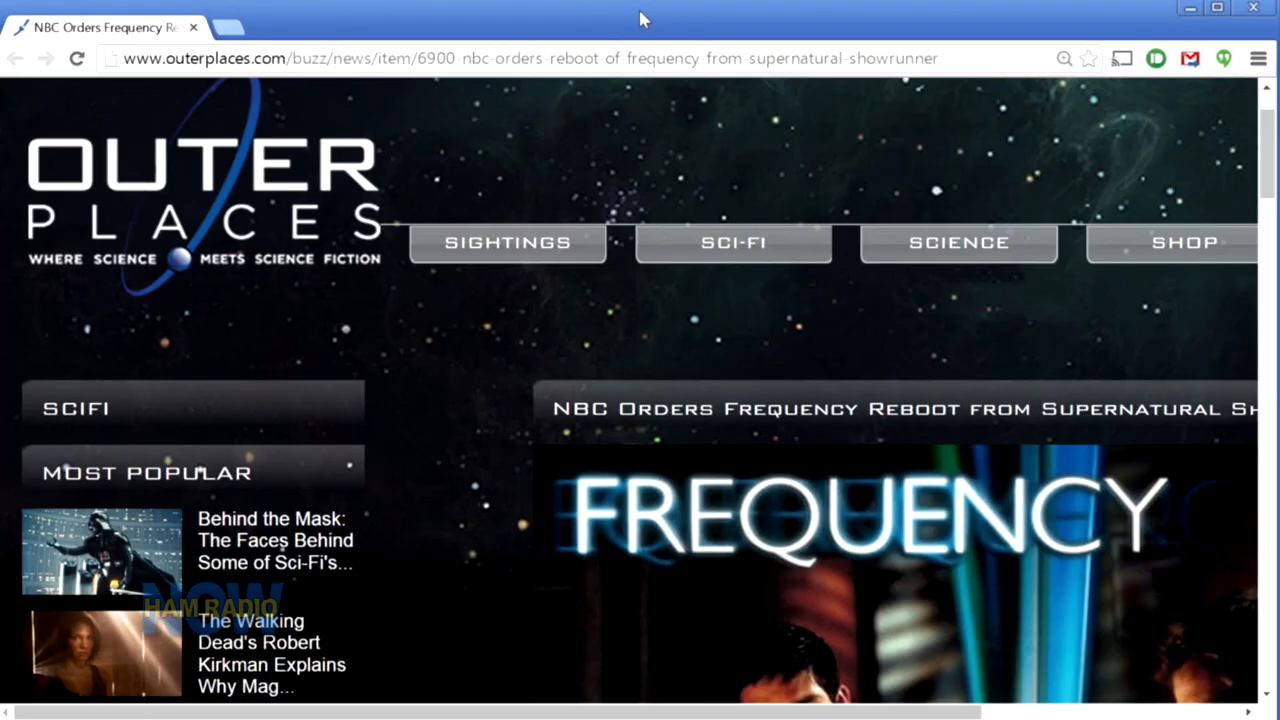 NBC Orders Frequency Re
www.outerplaces.com/buzz/news/item/6900-nbc-orders-reboot-of-frequency-from-supernatural-showrunner
OUTER
PLACES
WHERE SCIENCE MEETS SCIENCE FICTION
SIGHTINGS
SCI-FI
SCIENCE
SHOP
SCIFI
NBC ORDERS FREQUENCY REBOOT FROM SUPERNATURAL SH
MOST POPULAR
FREQUENCY
Behind the Mask:
The Faces Behind
Some of Sci-Fi's...
HAM RADIO
NOW
The Walking
Dead's Robert
Kirkman Explains
Why Mag...